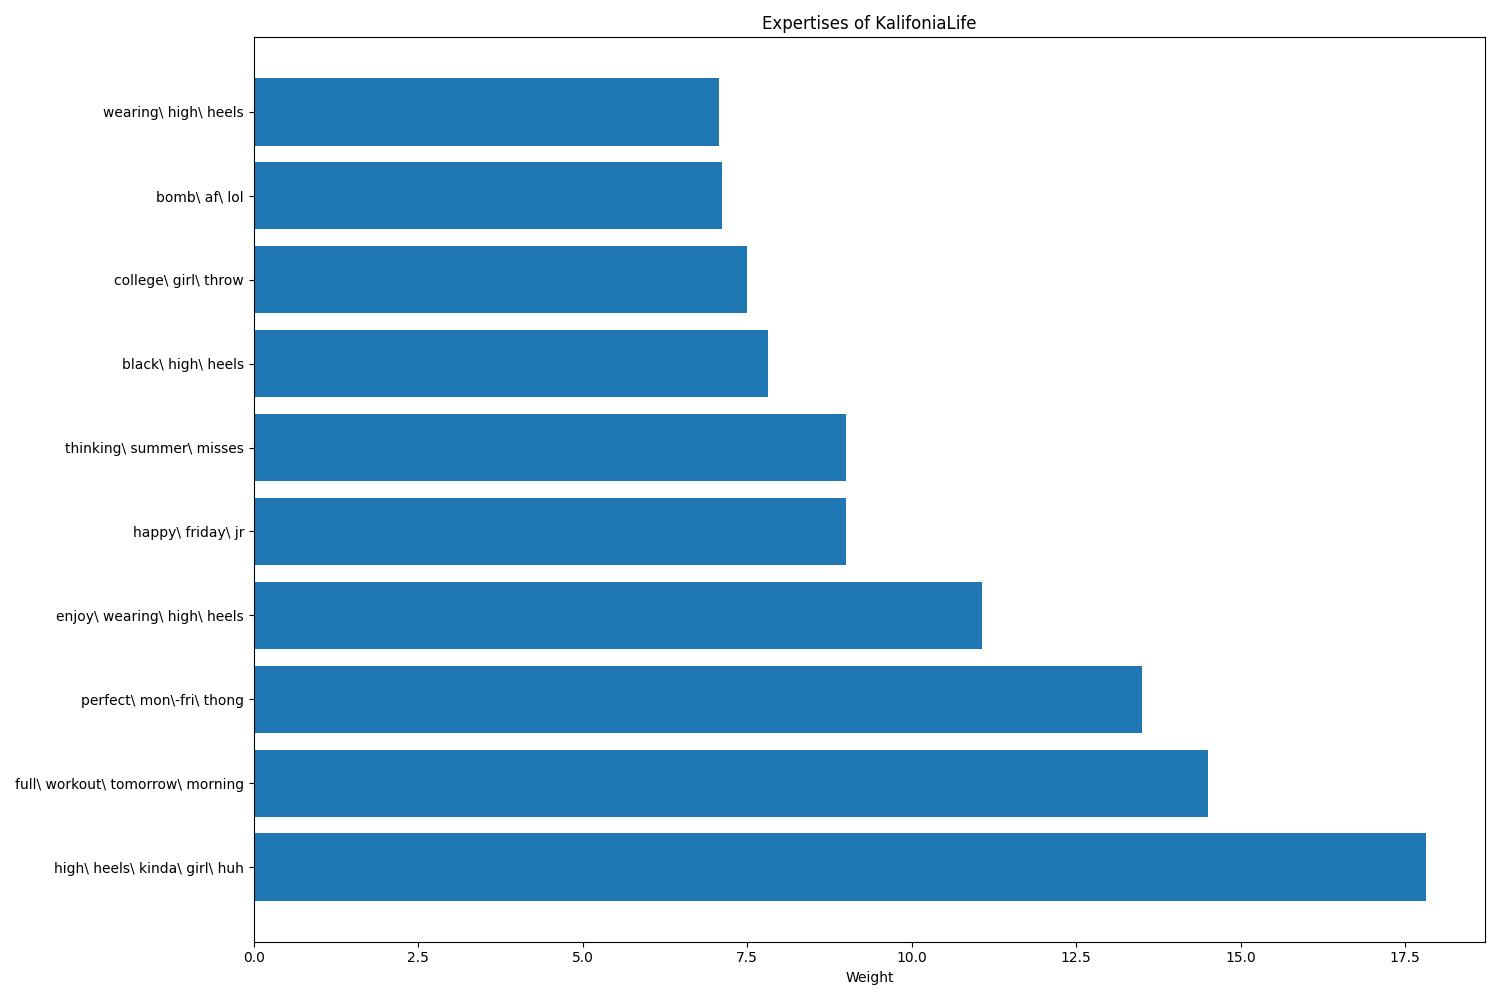 Expertises of KalifoniaLife
wearing\ high\ heels
bomb\ af\ lol
college\ girl\ throw
black\ high\ heels
thinking\ summer\ misses
happy\ friday\ jr
enjoy\ wearing\ high\ heels
perfect\ mon\-fri\ thong
full\ workout\ tomorrow\ morning
high\ heels\ kinda\ girl\ huh
0.0 2.5 5.0 7.5 10.0 12.5 15.0 17.5
Weight